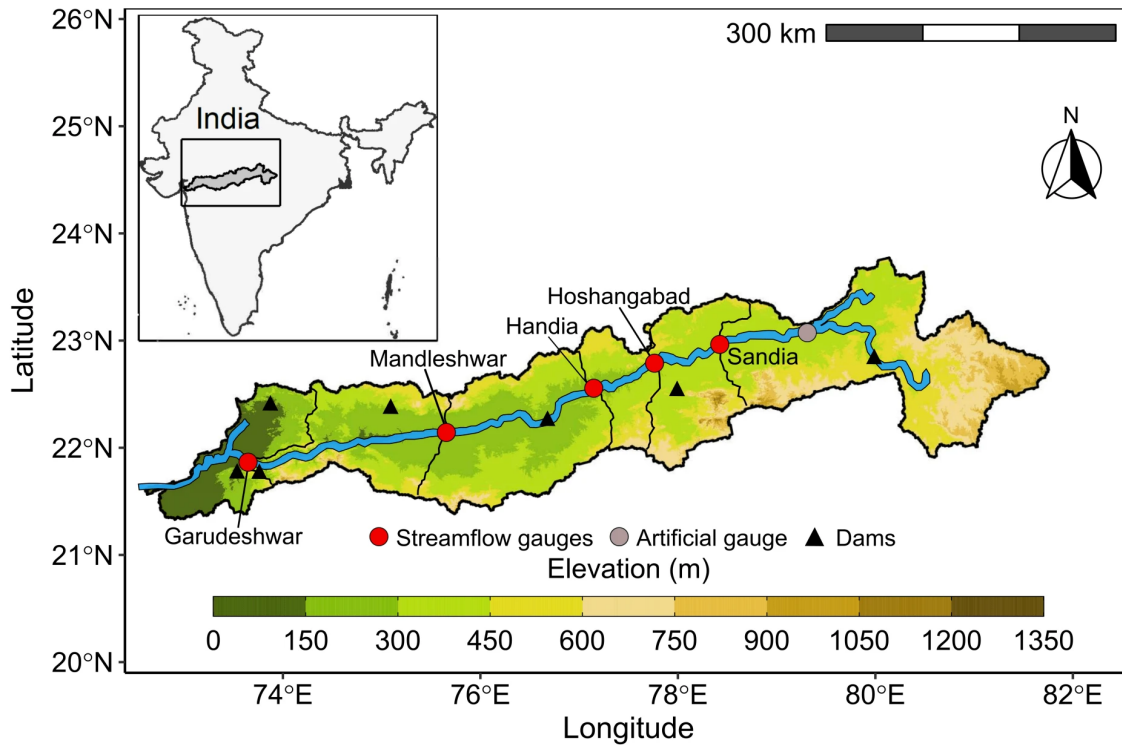 26°N
25°N
24°N
23°N
22°N
21°N
20°N
Latitude
India
300 km
N
Hoshangabad
Handia
Mandleshwar
Sandia
Garudeshwar
Streamflow gauges Artificial gauge Dams
Elevation (m)
0 150 300 450 600 750 900 1050 1200 1350
74°E 76°E 78°E 80°E 82°E
Longitude